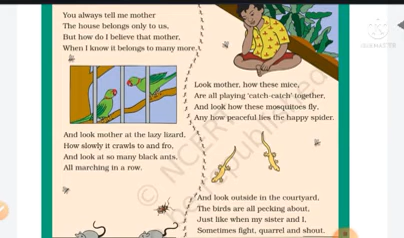 You always tell me mother
The house belongs only to us,
But how do I believe that mother,
When I know it belongs to many more.
Look mother, how these mice,
Are all playing 'catch-catch' together,
And look how these mosquitoes fly,
Any how peaceful lies the happy spider.
And look mother at the lazy lizard,
How slowly it crawls to and fro,
And look at so many black ants,
All marching in a row.
And look outside in the courtyard,
The birds are all pecking about,
Just like when my sister and I,
Sometimes fight, quarrel and shout.
© NCERT